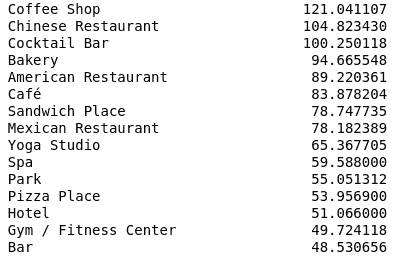 Coffee Shop 121.041107
Chinese Restaurant 104.823430
Cocktail Bar 100.250118
Bakery 94.665548
American Restaurant 89.220361
Café 83.878204
Sandwich Place 78.747735
Mexican Restaurant 78.182389
Yoga Studio 65.367705
Spa 59.588000
Park 55.051312
Pizza Place 53.956900
Hotel 51.066000
Gym / Fitness Center 49.724118
Bar 48.530656